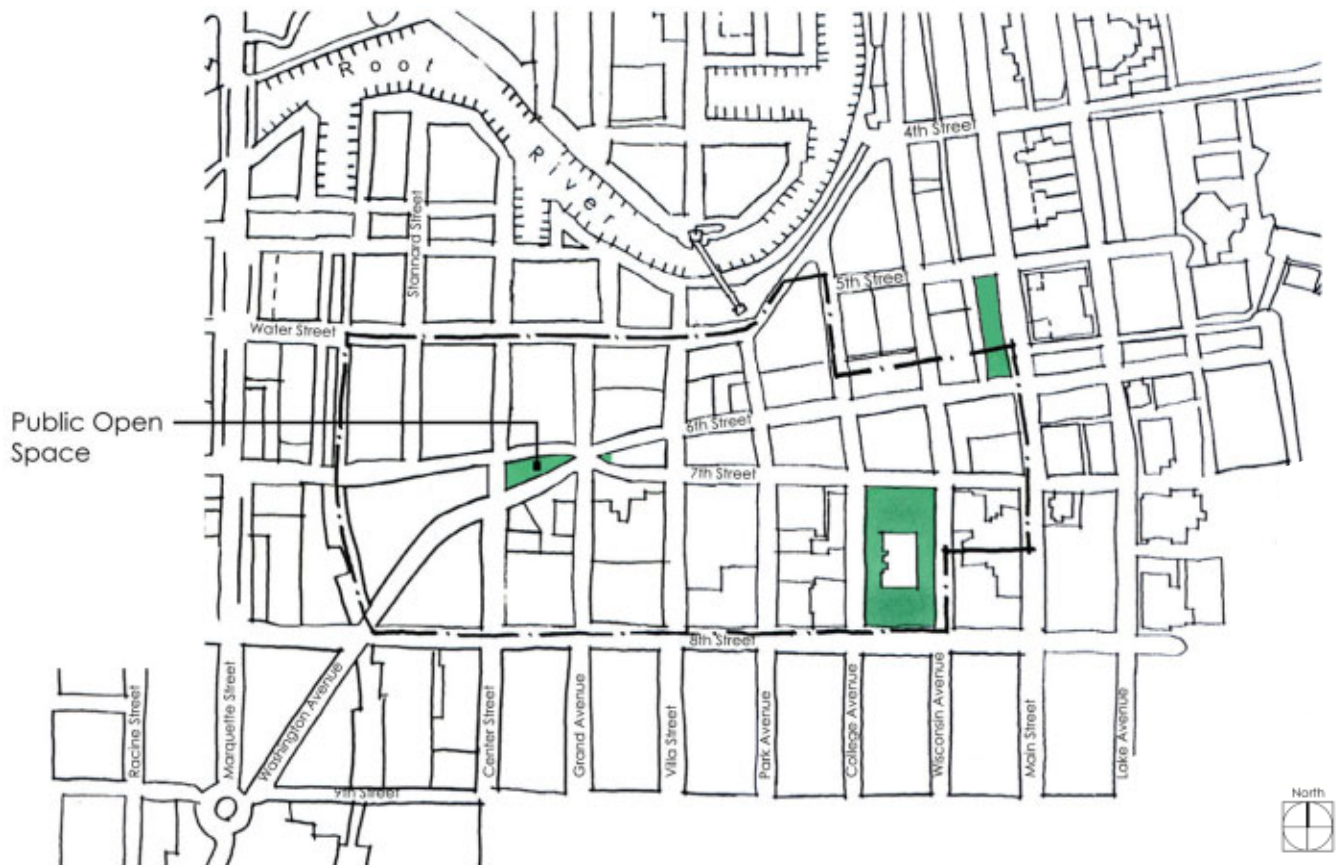 Root
River
4th Street
Stannard Street
5th Street
Water Street
Public Open
Space
6th Street
7th Street
8th Street
Racine Street
Marquette Street
Washington Avenue
Center Street
Grand Avenue
Villa Street
Park Avenue
College Avenue
Wisconsin Avenue
Main Street
Lake Avenue
9th Street
North